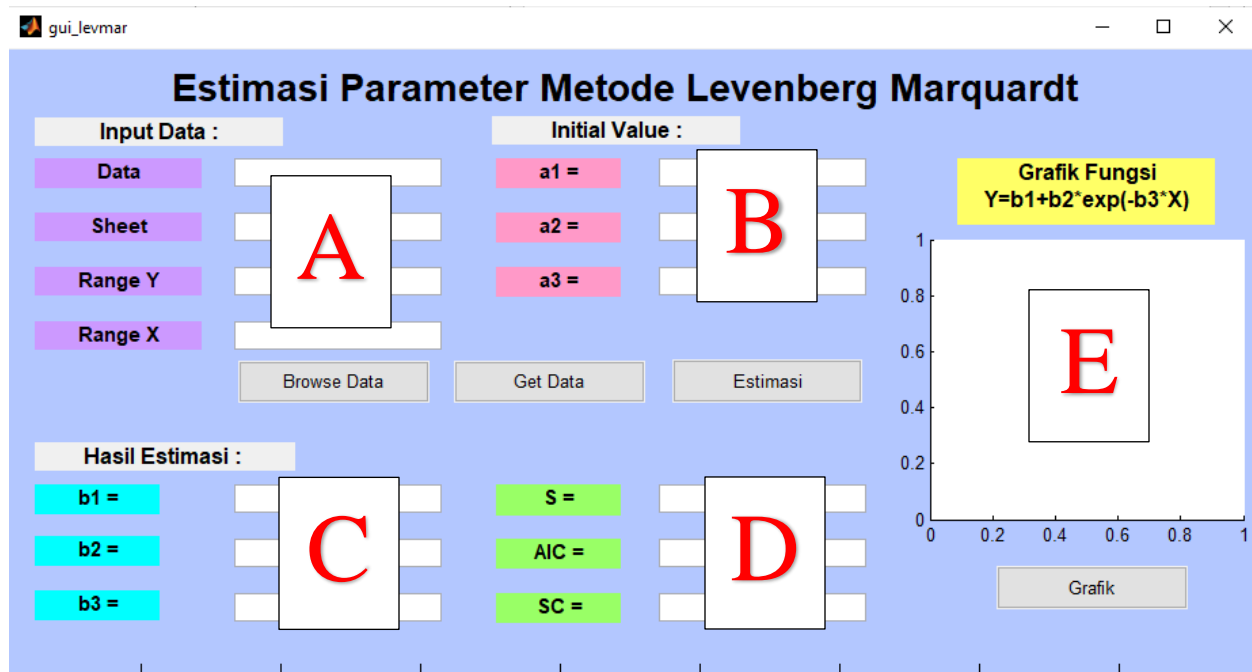 gui_levmar
Estimasi Parameter Metode Levenberg Marquardt
Input Data :
Data
Sheet
Range Y
Range X
A
Initial Value :
a1 =
a2 =
a3 =
B
Browse Data
Get Data
Estimasi
Hasil Estimasi :
b1 =
b2 =
b3 =
C
S =
AIC =
SC =
D
Grafik Fungsi
Y=b1+b2*exp(-b3*X)
1
0.8
0.6
0.4
0.2
0
E
0 0.2 0.4 0.6 0.8 1
Grafik